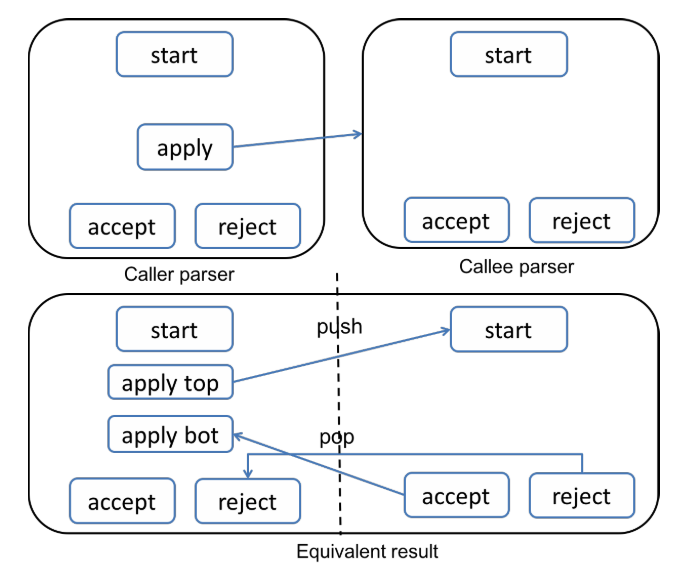 start
start
apply
accept
reject
accept
reject
Caller parser
Callee parser
start
push
start
apply top
apply bot
pop
accept
reject
accept
reject
Equivalent result